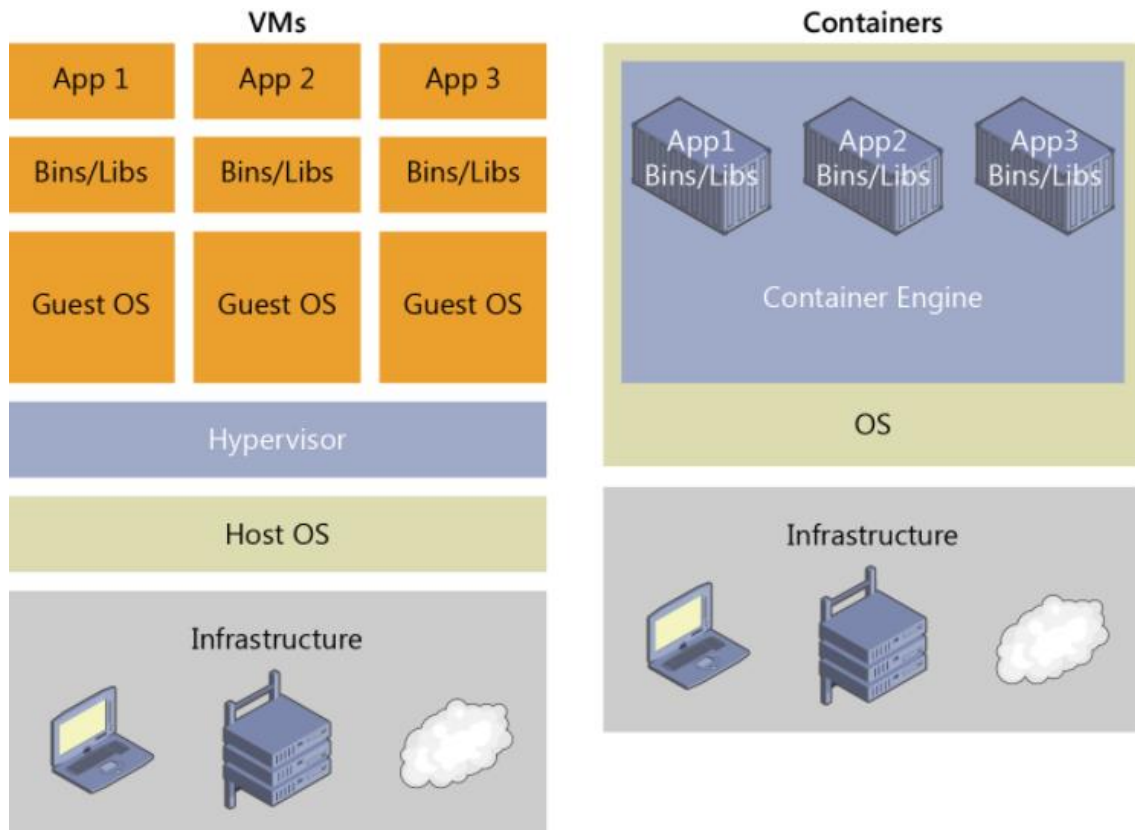 VMs
App 1
App 2
App 3
Bins/Libs
Bins/Libs
Bins/Libs
Guest OS
Guest OS
Guest OS
Hypervisor
Host OS
Infrastructure
Containers
App1
Bins/Libs
App2
Bins/Libs
App3
Bins/Libs
Container Engine
OS
Infrastructure